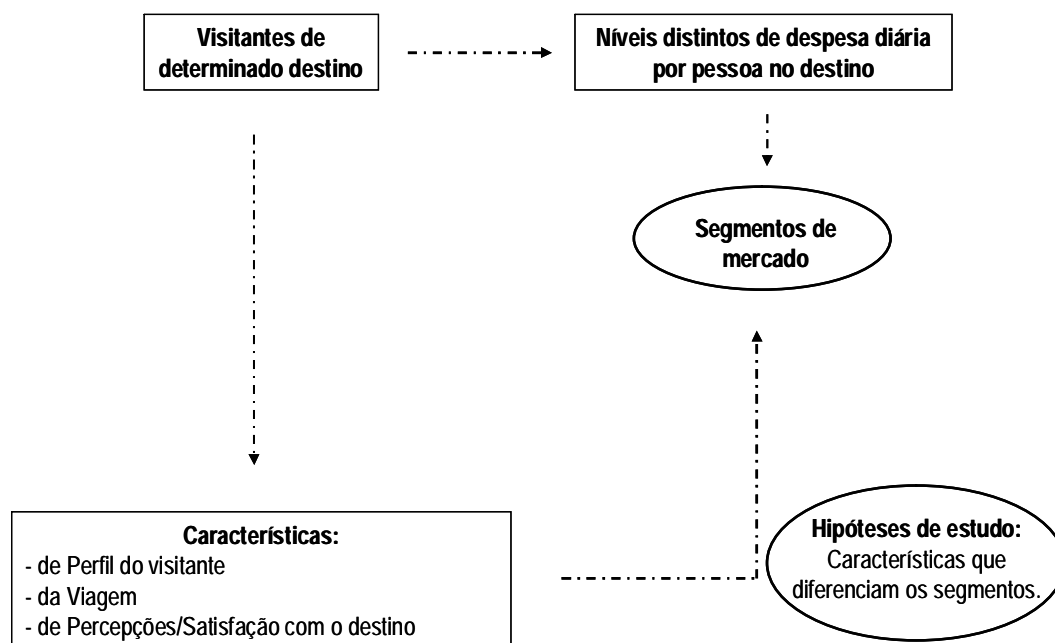 Visitantes de
determinado destino
Níveis distintos de despesa diária
por pessoa no destino
Segmentos de
mercado
Características:
- de Perfil do visitante
- da Viagem
- de Percepções/Satisfação com o destino
Hipóteses de estudo:
Características que
diferenciam os segmentos.